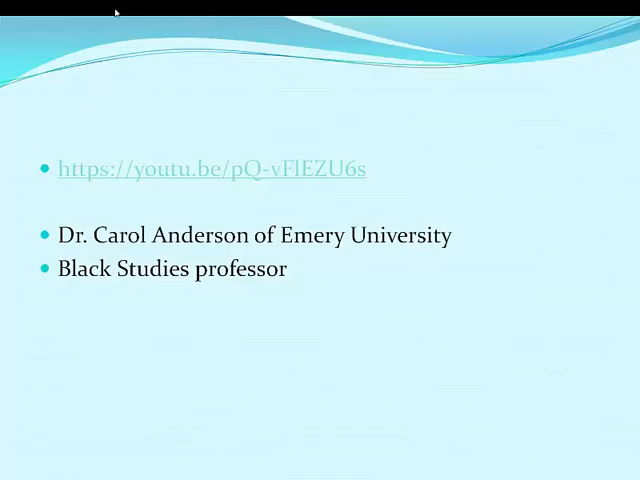 https://youtu.be/pQ-vFlEZU6s
Dr. Carol Anderson of Emery University
Black Studies professor